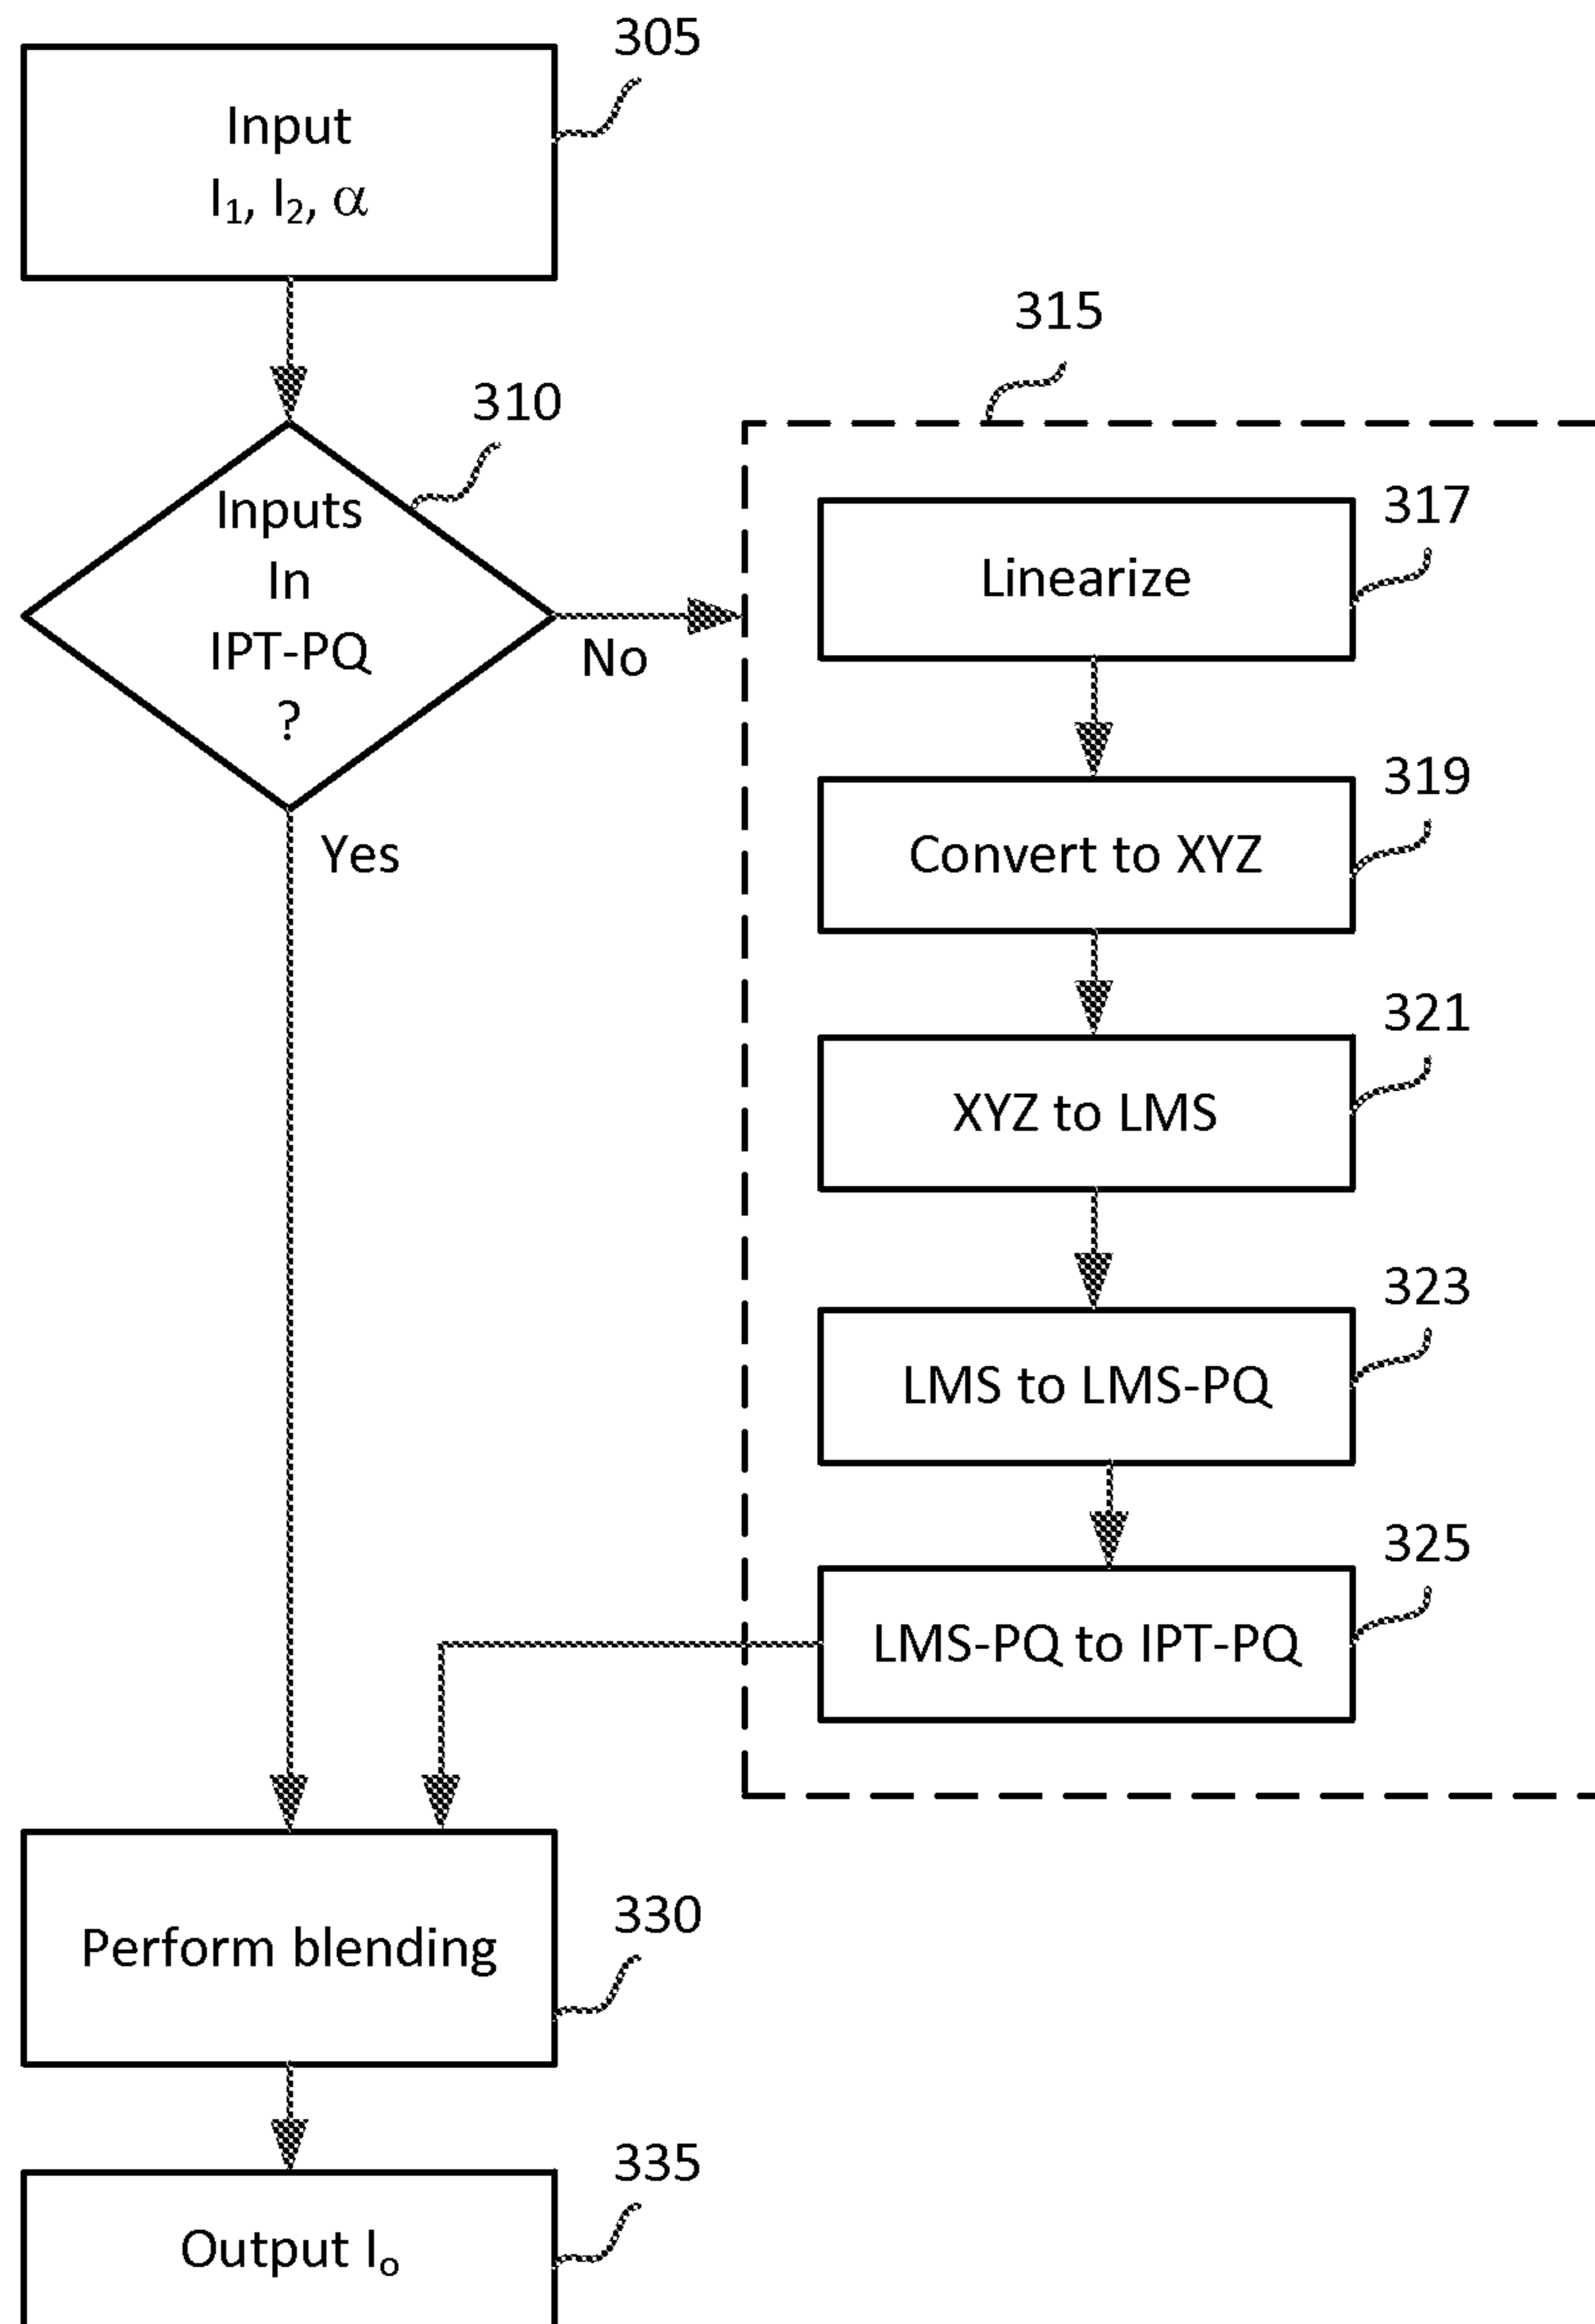 305
Input
I₁, I₂, α
310
Inputs
In
IPT-PQ
?
No
Yes
315
317
Linearize
319
Convert to XYZ
321
XYZ to LMS
323
LMS to LMS-PQ
325
LMS-PQ to IPT-PQ
330
Perform blending
335
Output Iₒ